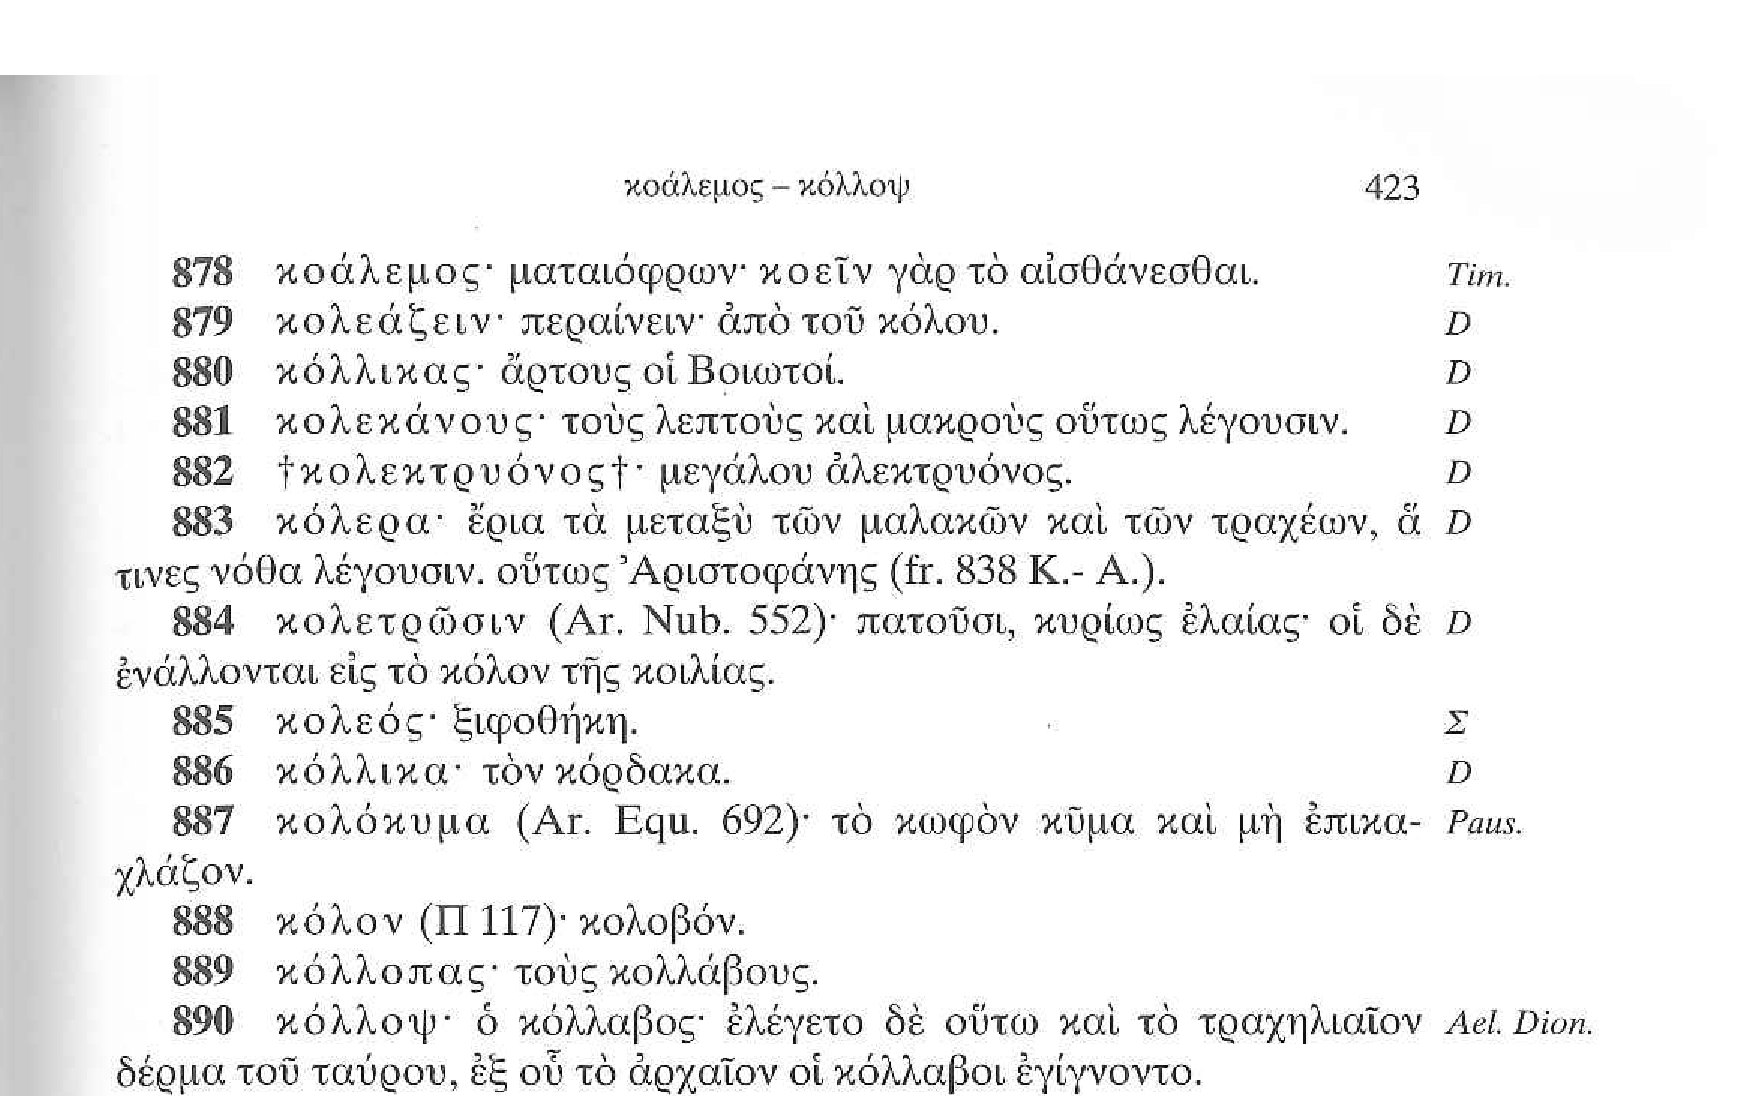 κοάλεμος – κόλλοψ 423
878 κοάλεμος· ματαιόφρων· κοεῖν γὰρ τὸ αἰσθάνεσθαι. Tim.
879 κολεάζειν· περαίνειν· ἀπὸ τοῦ κόλου. D
880 κόλλικας· ἄρτους οἱ Βοιωτοί. D
881 κολεκάνους· τοὺς λεπτοὺς καὶ μακροὺς οὕτως λέγουσιν. D
882 †κολεκτρυόνος†· μεγάλου ἀλεκτρυόνος. D
883 κόλερα· ἔρια τὰ μεταξὺ τῶν μαλακῶν καὶ τῶν τραχέων, ἅ D
τινες νόθα λέγουσιν. οὕτως Ἀριστοφάνης (fr. 838 K.- A.).
884 κολετρῶσιν (Ar. Nub. 552)· πατοῦσι, κυρίως ἐλαίας· οἱ δὲ D
ἐνάλλονται εἰς τὸ κόλον τῆς κοιλίας.
885 κολεός· ξιφοθήκη. Σ
886 κόλλικα· τὸν κόρδακα. D
887 κολόκυμα (Ar. Equ. 692)· τὸ κωφὸν κῦμα καὶ μὴ ἐπικα- Paus.
χλάζον.
888 κόλον (Π 117)· κολοβόν.
889 κόλλοπας· τοὺς κολλάβους.
890 κόλλοψ· ὁ κόλλαβος· ἐλέγετο δὲ οὕτω καὶ τὸ τραχηλιαῖον Ael. Dion.
δέρμα τοῦ ταύρου, ἐξ οὗ τὸ ἀρχαῖον οἱ κόλλαβοι ἐγίγνοντο.